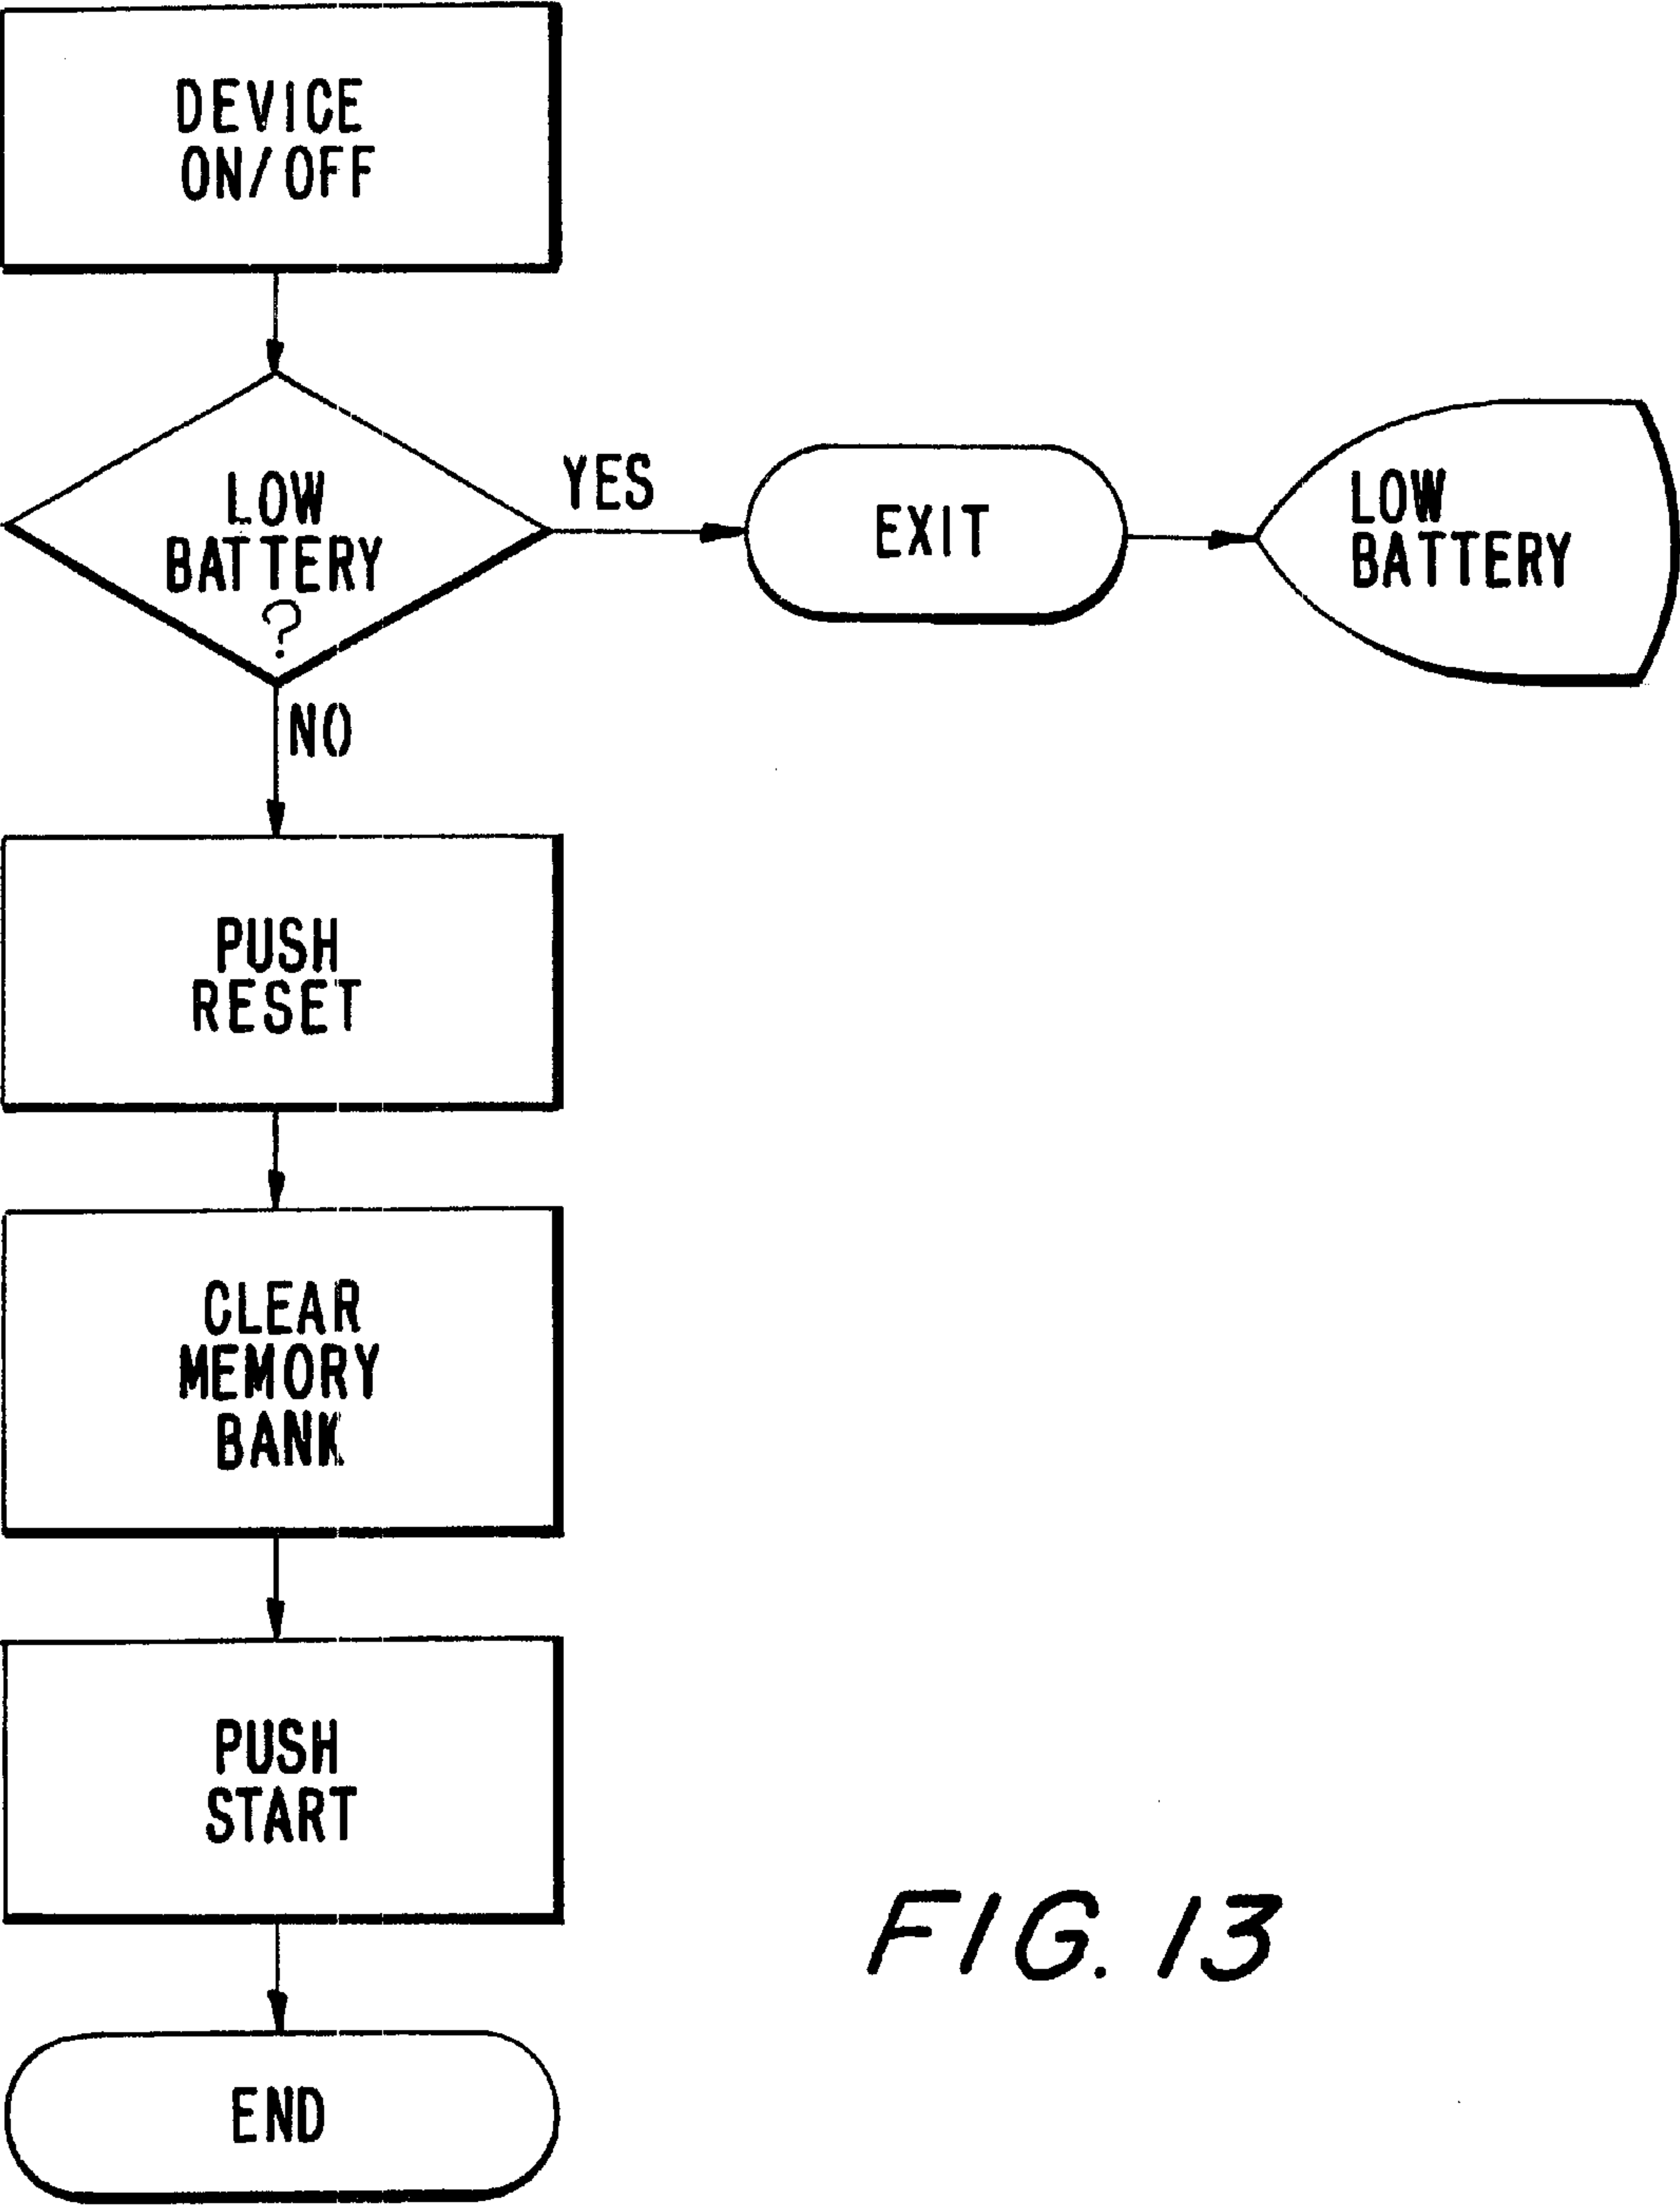 DEVICE
ON/OFF
LOW
BATTERY
?
YES
EXIT
LOW
BATTERY
NO
PUSH
RESET
CLEAR
MEMORY
BANK
PUSH
START
END
FIG. 13